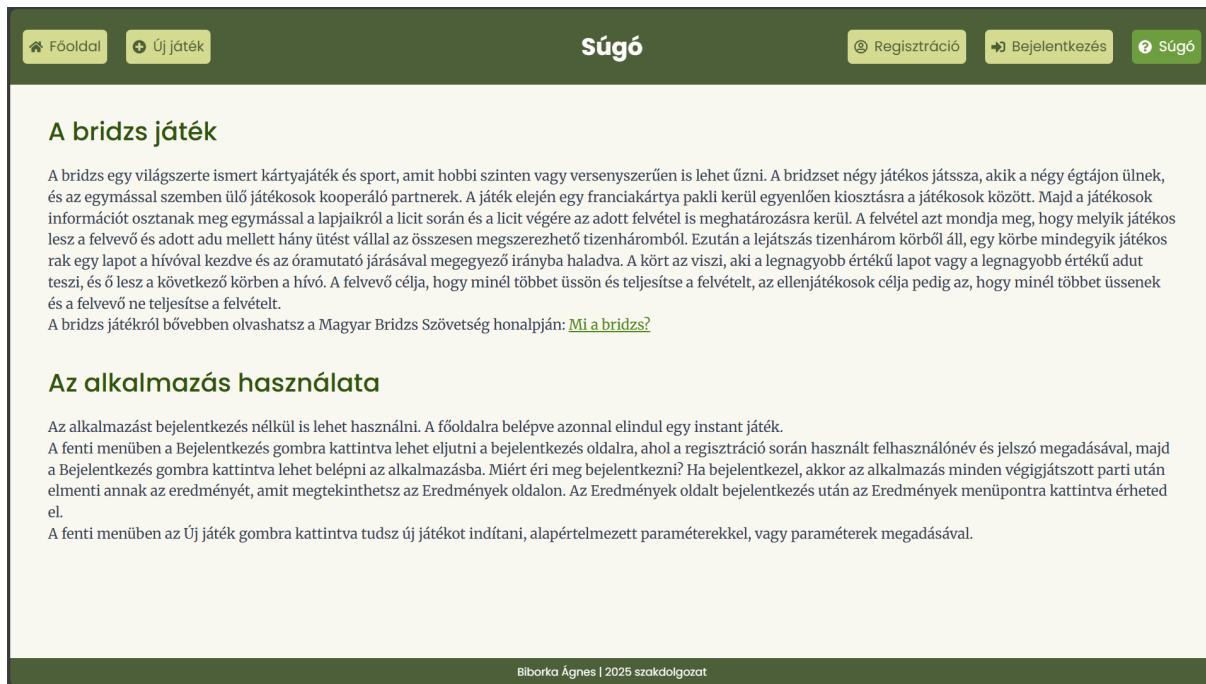 Főoldal
Új játék
Súgó
Regisztráció
Bejelentkezés
Súgó
A bridzs játék
A bridzs egy világszerte ismert kártyajáték és sport, amit hobbi szinten vagy versenyszerűen is lehet űzni. A bridzset négy játékos játssza, akik a négy égtájon ülnek,
és az egymással szemben ülő játékosok kooperáló partnerek. A játék elején egy franciakártya pakli kerül egyenlően kiosztásra a játékosok között. Majd a játékosok
információt osztanak meg egymással a lapjaikról a licit során és a licit végére az adott felvétel is meghatározásra kerül. A felvétel azt mondja meg, hogy melyik játékos
lesz a felvevő és adott adu mellett hány ütést vállal az összesen megszerezhető tizenháromból. Ezután a lejátszás tizenhárom körből áll, egy körbe mindegyik játékos
rak egy lapot a hívóval kezdve és az óramutató járásával megegyező irányba haladva. A kört az viszi, aki a legnagyobb értékű lapot vagy a legnagyobb értékű adut
teszi, és ő lesz a következő körben a hívó. A felvevő célja, hogy minél többet üssön és teljesítse a felvételt, az ellenjátékosok célja pedig az, hogy minél többet üssenek
és a felvevő ne teljesítse a felvételt.
A bridzs játékról bővebben olvashatsz a Magyar Bridzs Szövetség honalpján: Mi a bridzs?
Az alkalmazás használata
Az alkalmazást bejelentkezés nélkül is lehet használni. A főoldalra belépve azonnal elindul egy instant játék.
A fenti menüben a Bejelentkezés gombra kattintva lehet eljutni a bejelentkezés oldalra, ahol a regisztráció során használt felhasználónév és jelszó megadásával, majd
a Bejelentkezés gombra kattintva lehet belépni az alkalmazásba. Miért éri meg bejelentkezni? Ha bejelentkezel, akkor az alkalmazás minden végigjátszott parti után
elmenti annak az eredményét, amit megtekinthetsz az Eredmények oldalon. Az Eredmények oldalt bejelentkezés után az Eredmények menüpontra kattintva érheted
el.
A fenti menüben az Új játék gombra kattintva tudsz új játékot indítani, alapértelmezett paraméterekkel, vagy paraméterek megadásával.
Biborka Ágnes | 2025 szakdolgozat